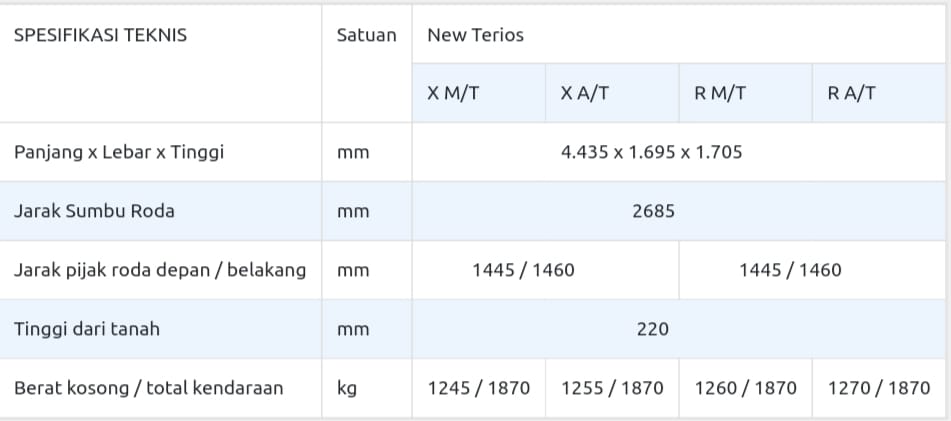 SPESIFIKASI TEKNIS Satuan New Terios
X M/T X A/T R M/T R A/T
Panjang x Lebar x Tinggi mm 4.435 x 1.695 x 1.705
Jarak Sumbu Roda mm 2685
Jarak pijak roda depan / belakang mm 1445 / 1460 1445 / 1460
Tinggi dari tanah mm 220
Berat kosong / total kendaraan kg 1245 / 1870 1255 / 1870 1260 / 1870 1270 / 1870